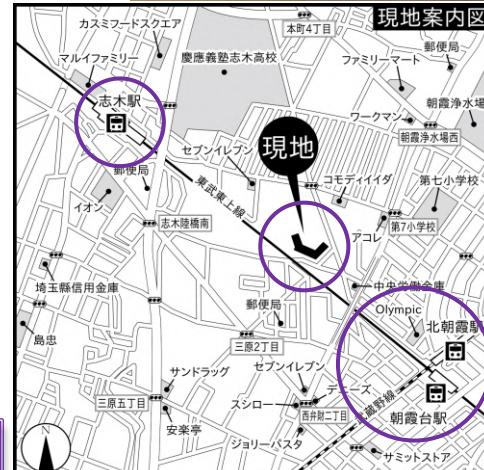 現地案内図
カスミフードスクエア
本町4丁目
郵便局
マルイファミリー
慶應義塾志木高校
ファミリーマート
志木駅
ワークマン
朝霞浄水場
朝霞浄水場西
現地
セブンイレブン
郵便局
コモディイイダ
第七小学校
イオン
東武東上線
志木陸橋南
アコレ
第7小学校
埼玉縣信用金庫
中央労働金庫
郵便局
Olympic
北朝霞駅
島忠
三原2丁目
サンドラッグ
セブンイレブン
デニーズ
武蔵野線
三原五丁目
スシロー
西弁財二丁目
朝霞台駅
安楽亭
ジョリーパスタ
サミットストア
N